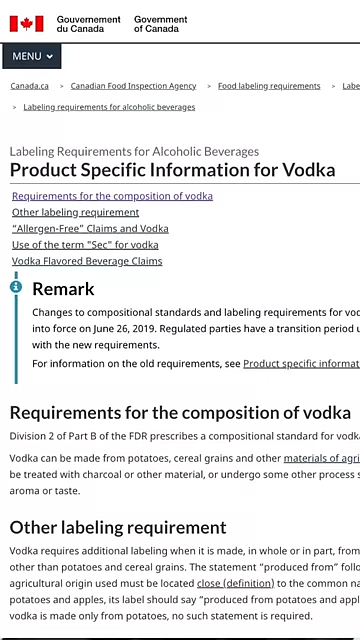 Gouvernement Government
du Canada of Canada
MENU
Canada.ca > Canadian Food Inspection Agency > Food labeling requirements > Labe
> Labeling requirements for alcoholic beverages
Labeling Requirements for Alcoholic Beverages
Product Specific Information for Vodka
Requirements for the composition of vodka
Other labeling requirement
“Allergen-Free” Claims and Vodka
Use of the term "Sec" for vodka
Vodka Flavored Beverage Claims
Remark
Changes to compositional standards and labeling requirements for vod
into force on June 26, 2019. Regulated parties have a transition period u
with the new requirements.
For information on the old requirements, see Product specific informat
Requirements for the composition of vodka
Division 2 of Part B of the FDR prescribes a compositional standard for vodk
Vodka can be made from potatoes, cereal grains and other materials of agri
be treated with charcoal or other material, or undergo some other process s
aroma or taste.
Other labeling requirement
Vodka requires additional labeling when it is made, in whole or in part, from
other than potatoes and cereal grains. The statement “produced from” follo
agricultural origin used must be located close (definition) to the common na
potatoes and apples, its label should say “produced from potatoes and appl
vodka is made only from potatoes, no such statement is required.